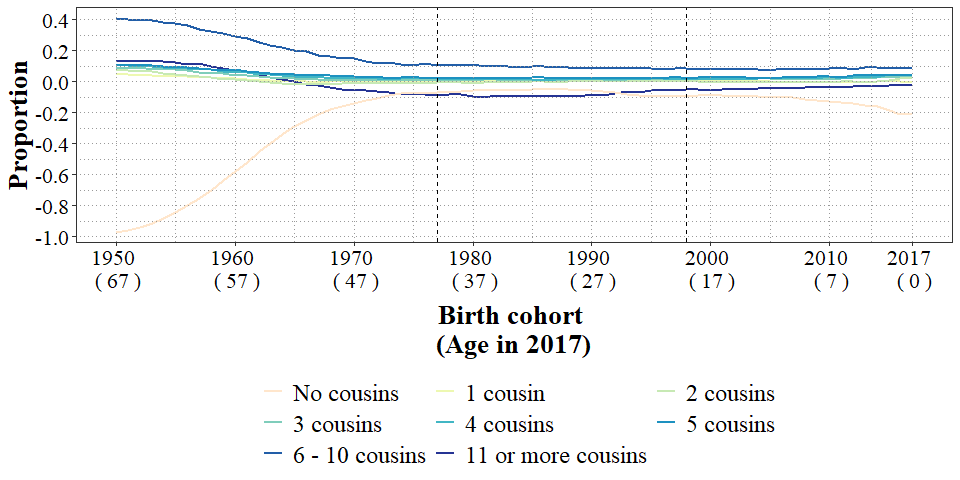 0.4
0.2
0.0
-0.2
-0.4
-0.6
-0.8
-1.0
Proportion
1950 1960 1970 1980 1990 2000 2010 2017
( 67 ) ( 57 ) ( 47 ) ( 37 ) ( 27 ) ( 17 ) ( 7 ) ( 0 )
Birth cohort
(Age in 2017)
No cousins 1 cousin 2 cousins
3 cousins 4 cousins 5 cousins
6 - 10 cousins 11 or more cousins